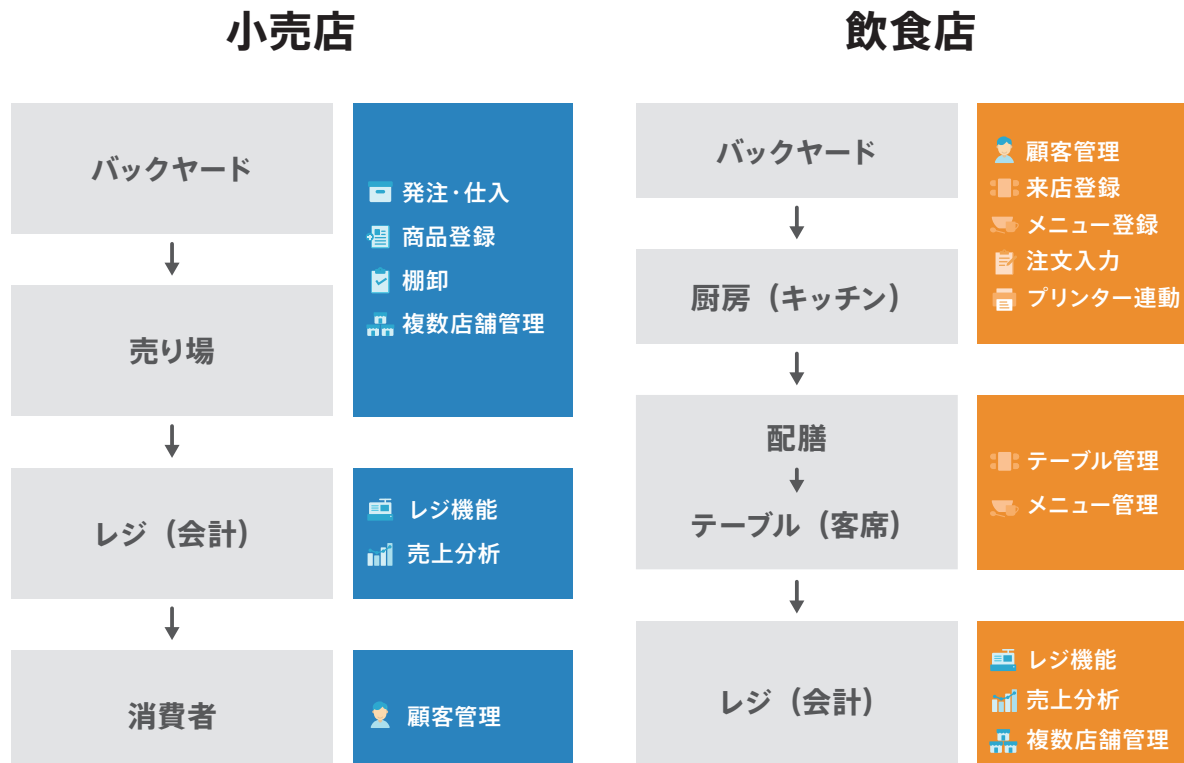 小売店
バックヤード
売り場
レジ（会計）
消費者
発注・仕入
商品登録
棚卸
複数店舗管理
レジ機能
売上分析
顧客管理
飲食店
バックヤード
厨房（キッチン）
配膳
テーブル（客席）
レジ（会計）
顧客管理
来店登録
メニュー登録
注文入力
プリンター連動
テーブル管理
メニュー管理
レジ機能
売上分析
複数店舗管理